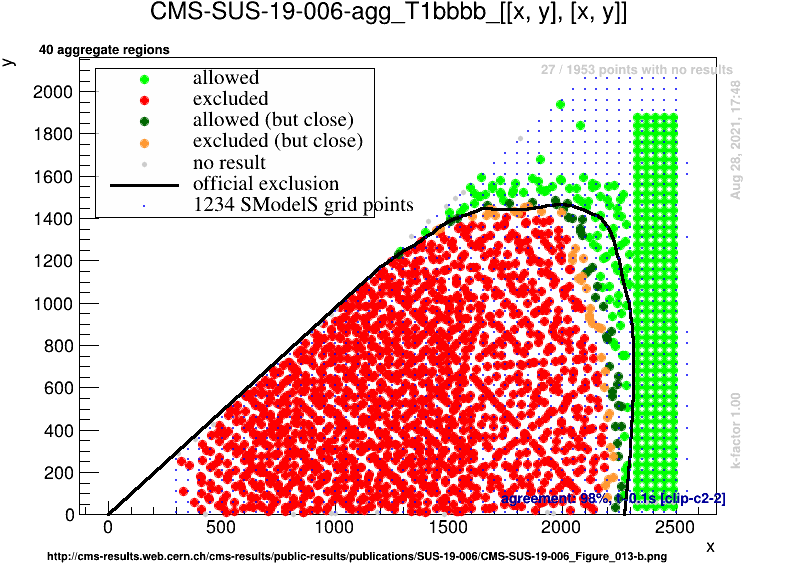 CMS-SUS-19-006-agg_T1bbbb_[[x, y], [x, y]]
y
40 aggregate regions
27 / 1953 points with no results
allowed
excluded
allowed (but close)
excluded (but close)
no result
official exclusion
1234 SModelS grid points
2000
1800
1600
1400
1200
1000
800
600
400
200
0
Aug 28, 2021, 17:48
k-factor 1.00
agreement: 98%, t~0.1s [clip-c2-2]
0
500
1000
1500
2000
2500
x
http://cms-results.web.cern.ch/cms-results/public-results/publications/SUS-19-006/CMS-SUS-19-006_Figure_013-b.png